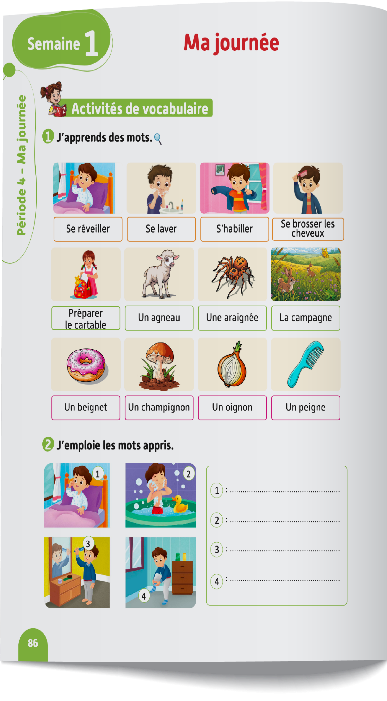 Semaine 1
Ma journée
Période 4 - Ma journée
Activités de vocabulaire
1 J'apprends des mots.
Se réveiller
Se laver
S'habiller
Se brosser les
cheveux
Préparer
le cartable
Un agneau
Une araignée
La campagne
Un beignet
Un champignon
Un oignon
Un peigne
2 J'emploie les mots appris.
1
2
3
4
1 : ........................................
2 : ........................................
3 : ........................................
4 : ........................................
86